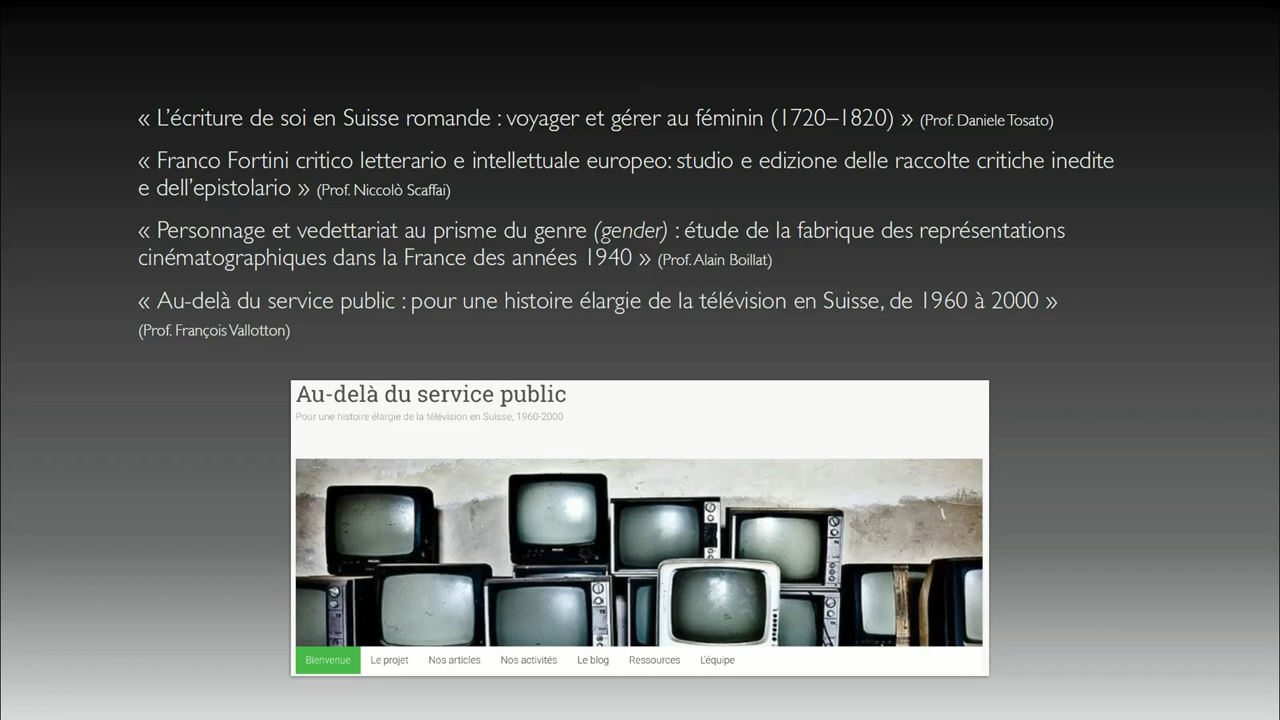 « L’écriture de soi en Suisse romande : voyager et gérer au féminin (1720–1820) » (Prof. Daniele Tosato)
« Franco Fortini critico letterario e intellettuale europeo: studio e edizione delle raccolte critiche inedite
e dell’epistolario » (Prof. Niccolò Scaffai)
« Personnage et vedettariat au prisme du genre (gender) : étude de la fabrique des représentations
cinématographiques dans la France des années 1940 » (Prof. Alain Boillat)
« Au-delà du service public : pour une histoire élargie de la télévision en Suisse, de 1960 à 2000 »
(Prof. François Vallotton)
Au-delà du service public
Pour une histoire élargie de la télévision en Suisse, 1960-2000
Bienvenue Le projet Nos articles Nos activités Le blog Ressources L'équipe